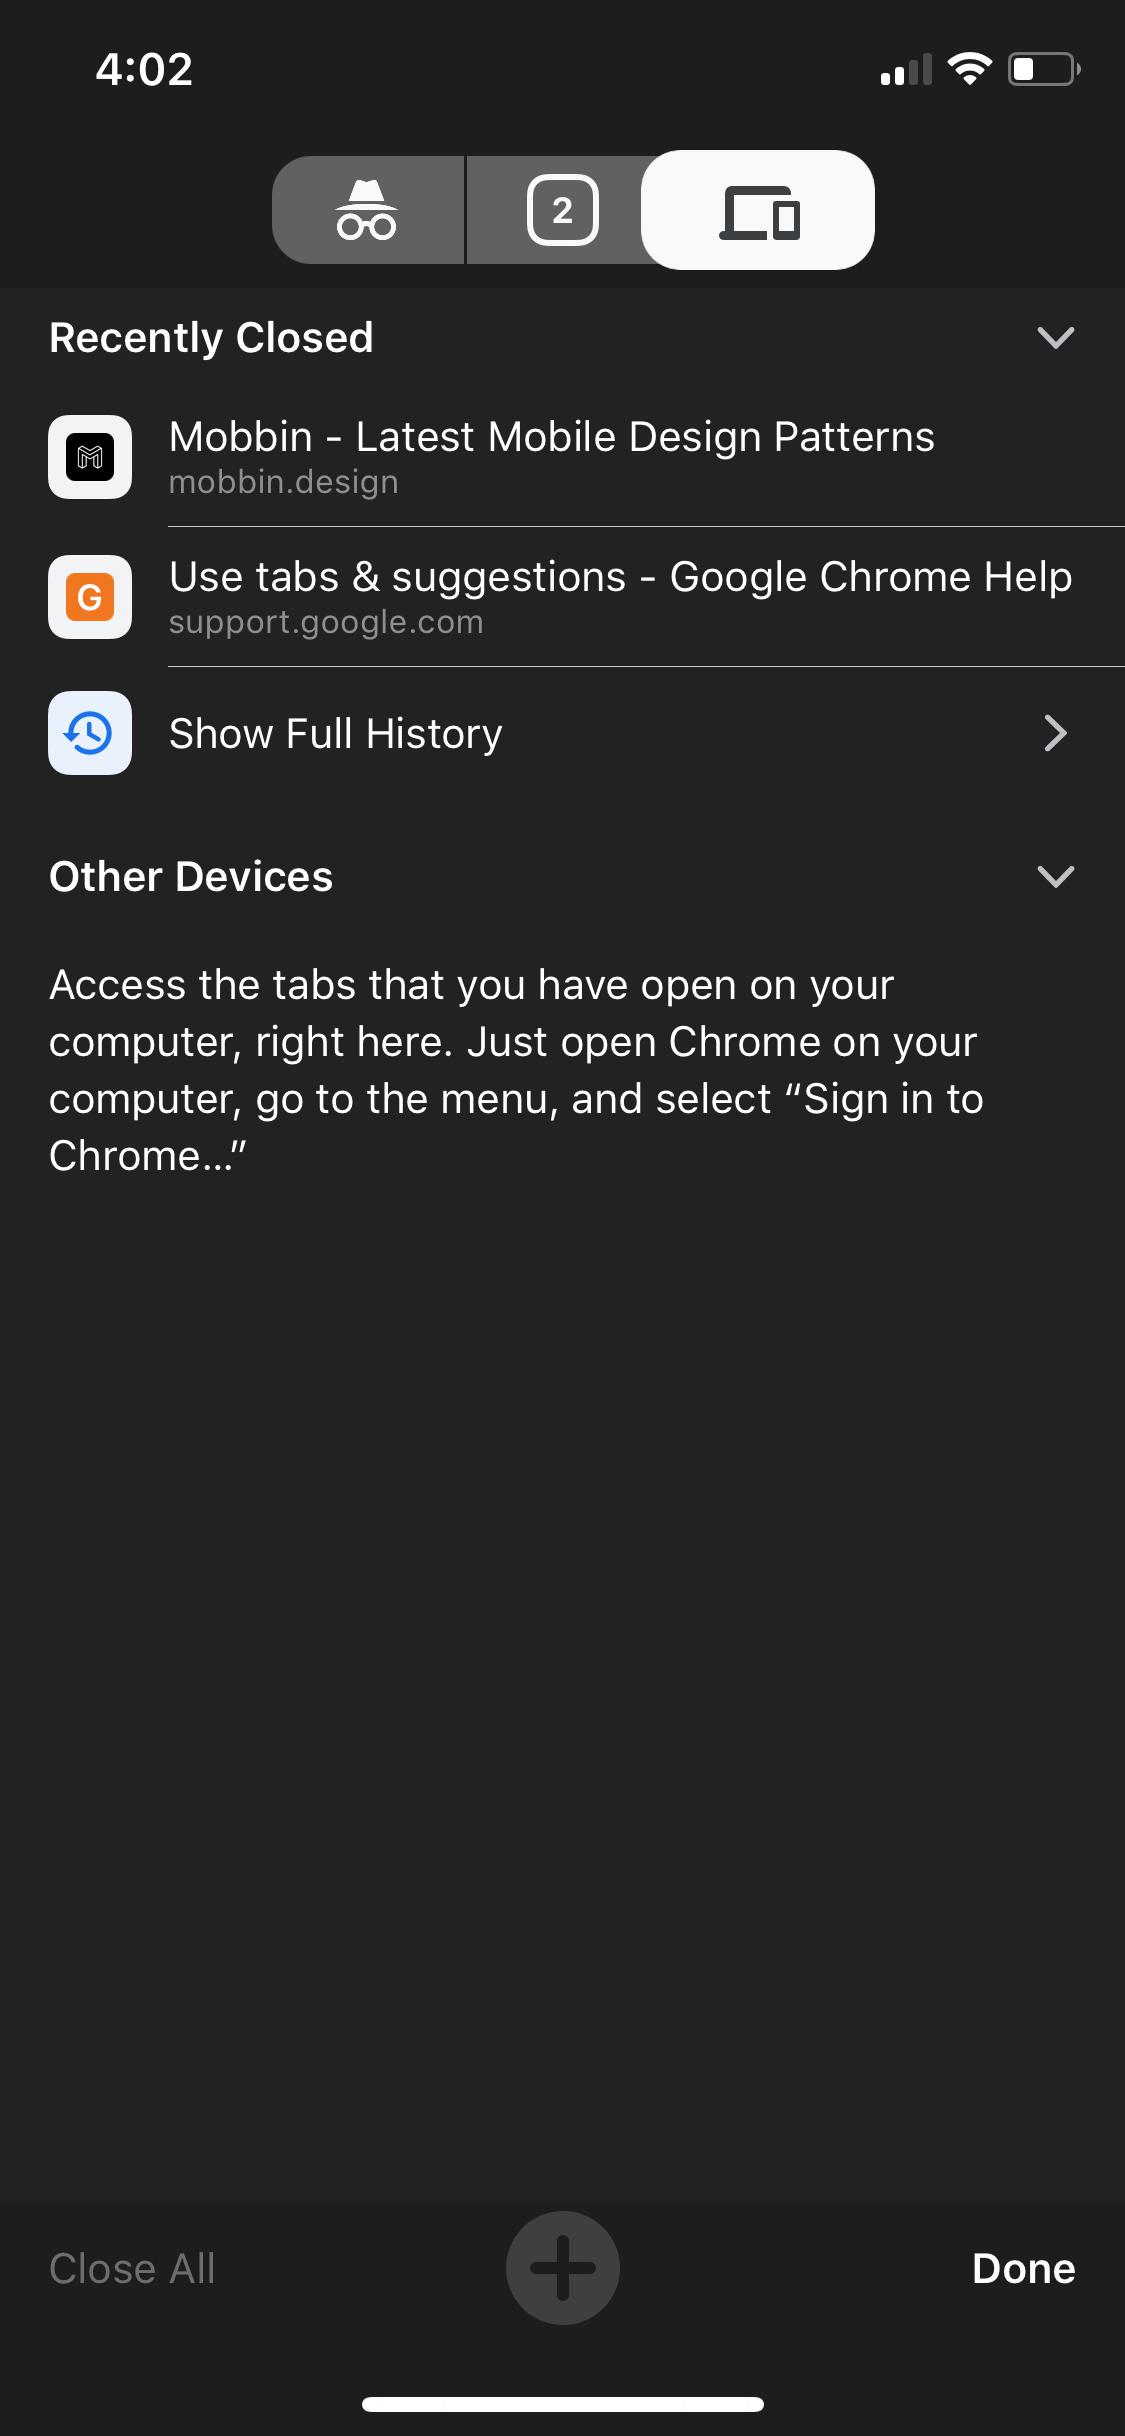 4:02
2
Recently Closed
Mobbin - Latest Mobile Design Patterns
mobbin.design
G
Use tabs & suggestions - Google Chrome Help
support.google.com
Show Full History
Other Devices
Access the tabs that you have open on your
computer, right here. Just open Chrome on your
computer, go to the menu, and select “Sign in to
Chrome...”
Close All
Done